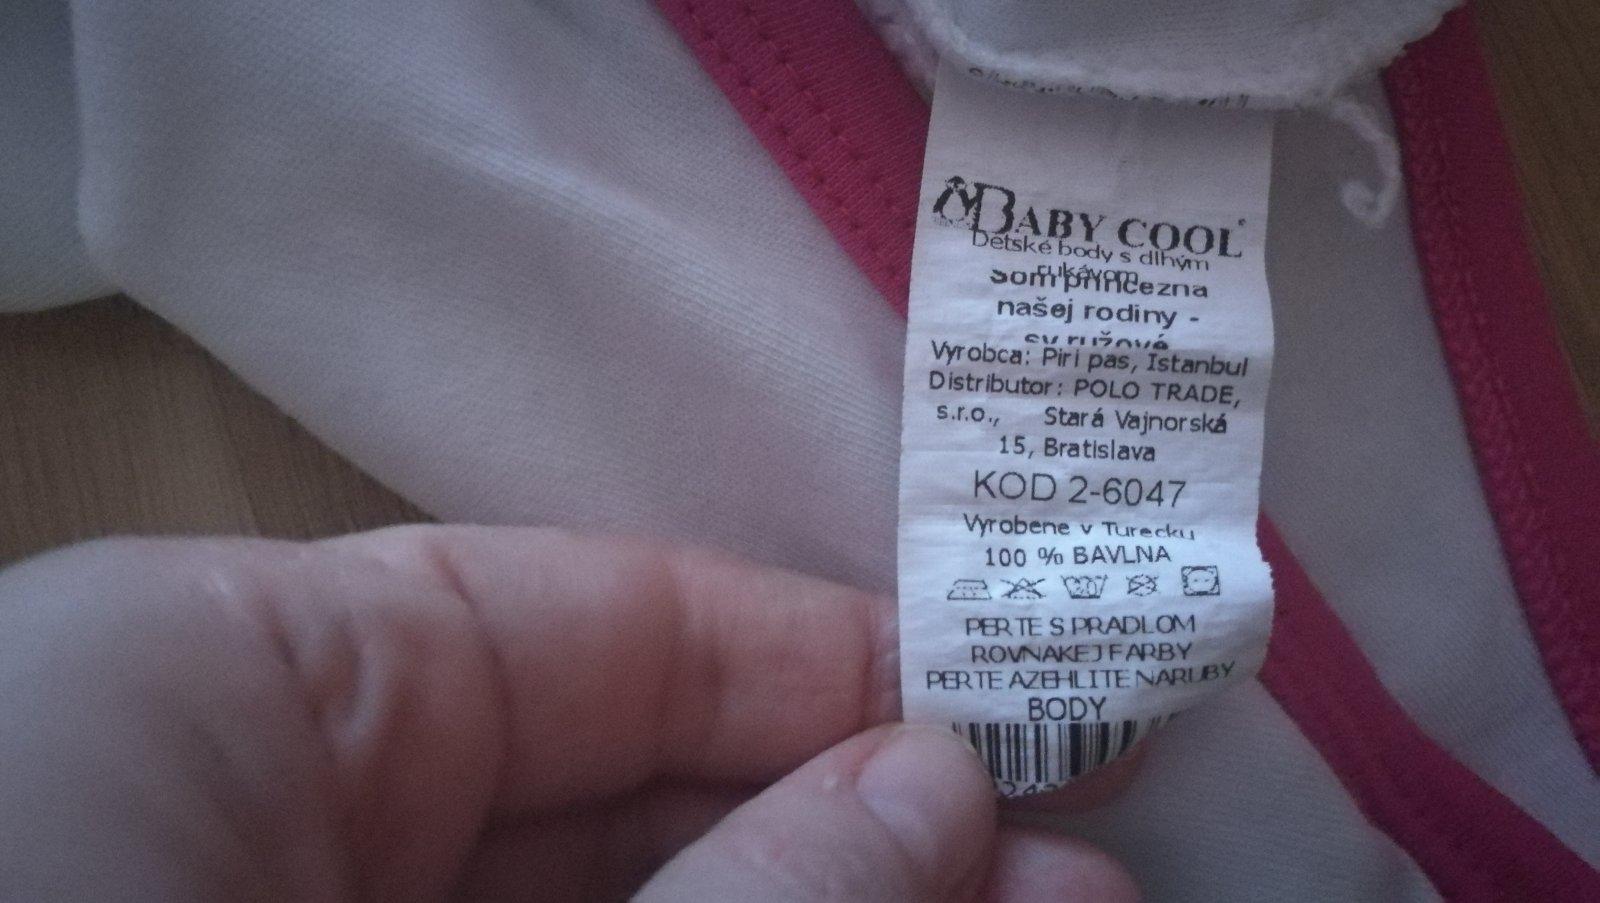 BABY COOL
Detské body s dlhým
rukávom
Som princezna
našej rodiny -
sv.ružové
Vyrobca: Piri pas, Istanbul
Distributor: POLO TRADE,
s.r.o., Stará Vajnorská
15, Bratislava
KOD 2-6047
Vyrobene v Turecku
100 % BAVLNA
PERTE S PRADLOM
ROVNAKEJ FARBY
PERTE A ZEHLITE NARUBY
BODY